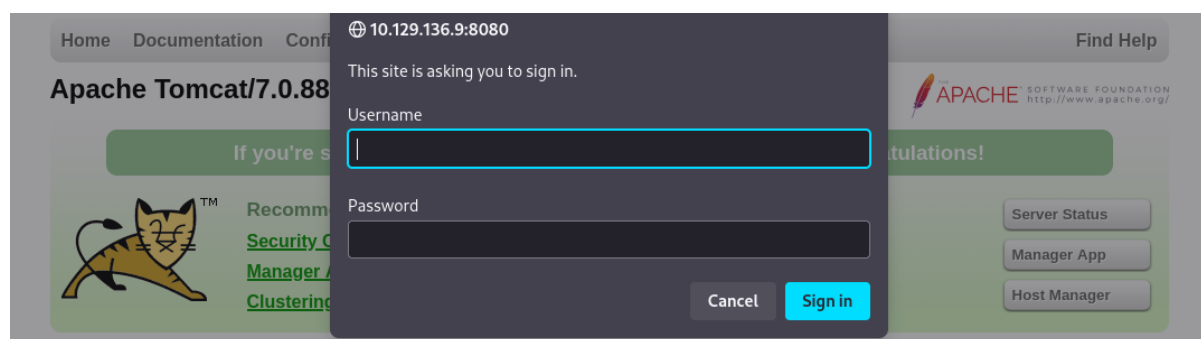 Home Documentation Confi
Find Help
10.129.136.9:8080
This site is asking you to sign in.
Username
Password
Cancel Sign in
Apache Tomcat/7.0.88
THE
APACHE SOFTWARE FOUNDATION
http://www.apache.org/
If you're s
tulations!
TM
Recomm
Security C
Manager A
Clustering
Server Status
Manager App
Host Manager